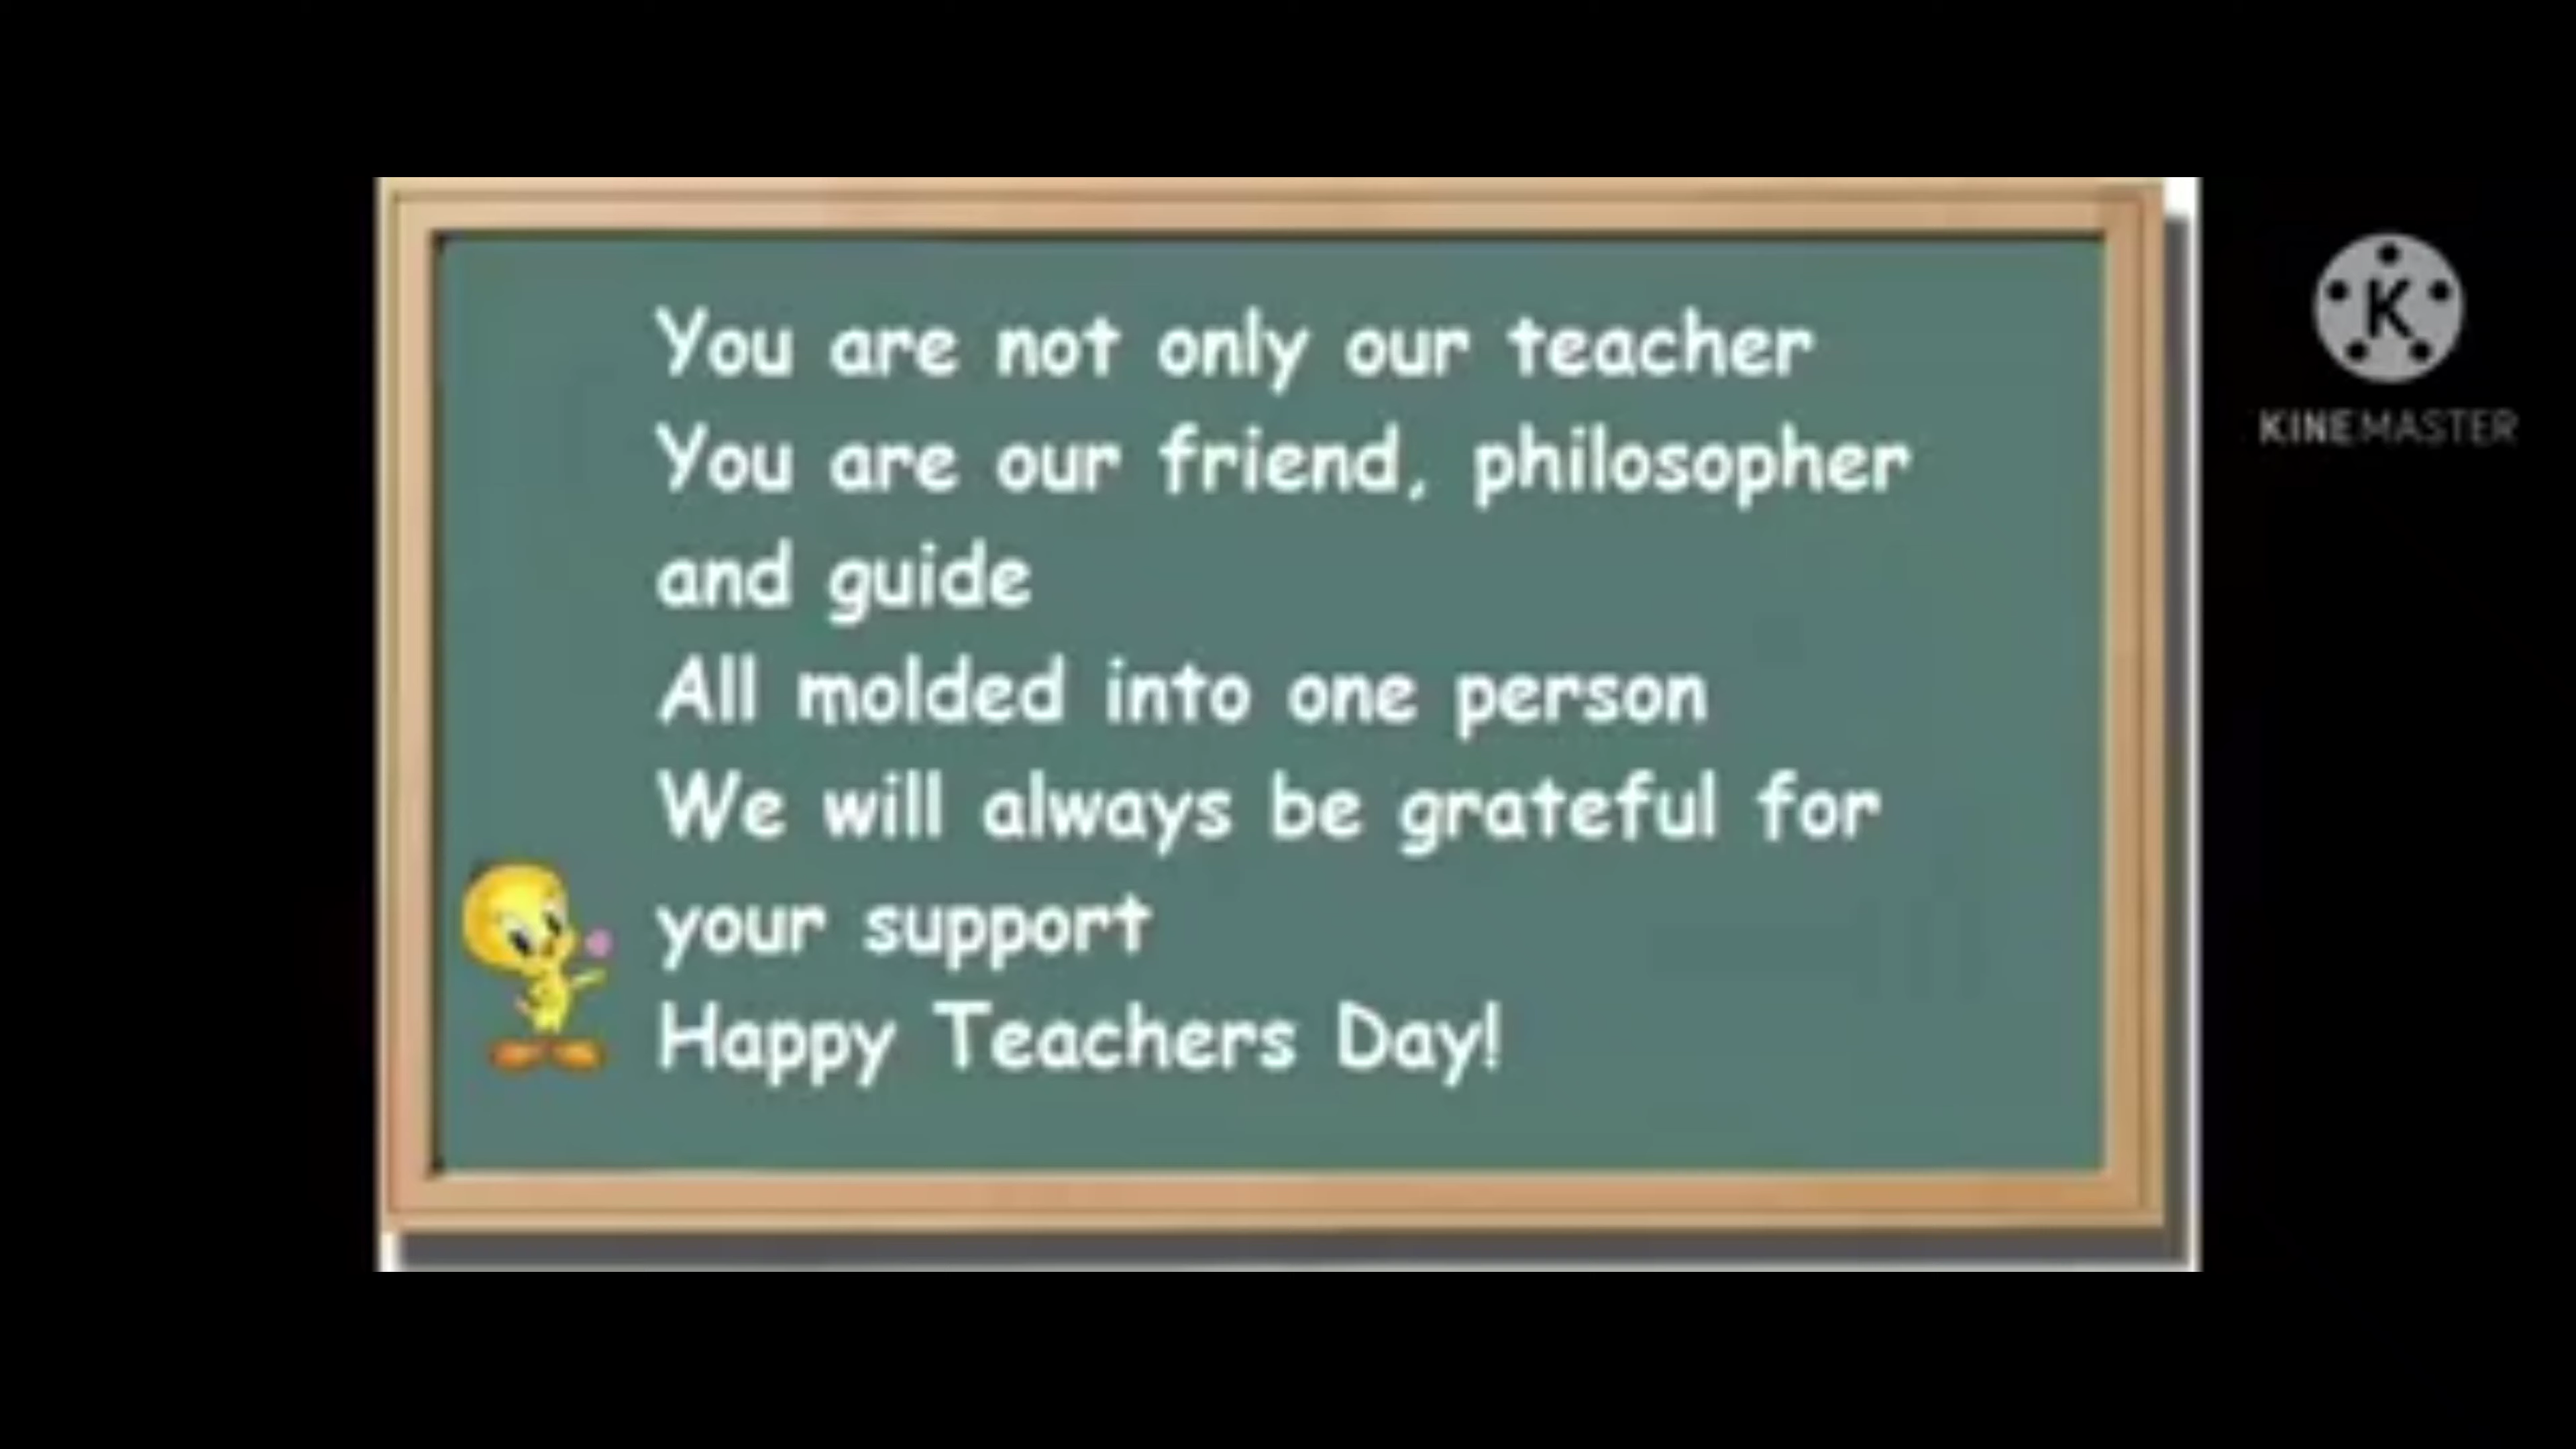 You are not only our teacher
You are our friend, philosopher
and guide
All molded into one person
We will always be grateful for
your support
Happy Teachers Day!
K
KINEMASTER